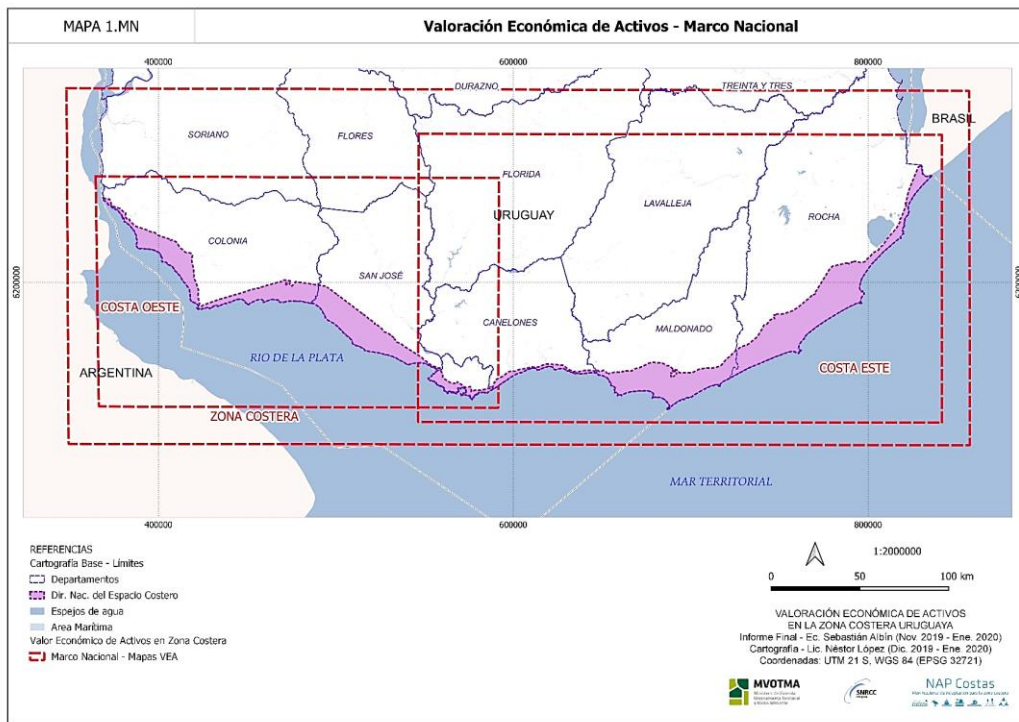 MAPA 1.MN
Valoración Económica de Activos - Marco Nacional
400000
600000
800000
DURAZNO
TREINTA Y TRES
BRASIL
SORIANO
FLORES
FLORIDA
URUGUAY
LAVALLEJA
ROCHA
COLONIA
SAN JOSÉ
6200000
6200000
COSTA OESTE
CANELONES
MALDONADO
RIO DE LA PLATA
ARGENTINA
COSTA ESTE
ZONA COSTERA
MAR TERRITORIAL
400000
600000
800000
REFERENCIAS
Cartografía Base - Límites
Departamentos
Dir. Nac. del Espacio Costero
Espejos de agua
Area Marítima
Valor Económico de Activos en Zona Costera
Marco Nacional - Mapas VEA
1:2000000
0 50 100 km
VALORACIÓN ECONÓMICA DE ACTIVOS
EN LA ZONA COSTERA URUGUAYA
Informe Final - Ec. Sebastián Albín (Nov. 2019 - Ene. 2020)
Cartografía - Lic. Néstor López (Dic. 2019 - Ene. 2020)
Coordenadas: UTM 21 S, WGS 84 (EPSG 32721)
MVOTMA
SNRCC
NAP Costas